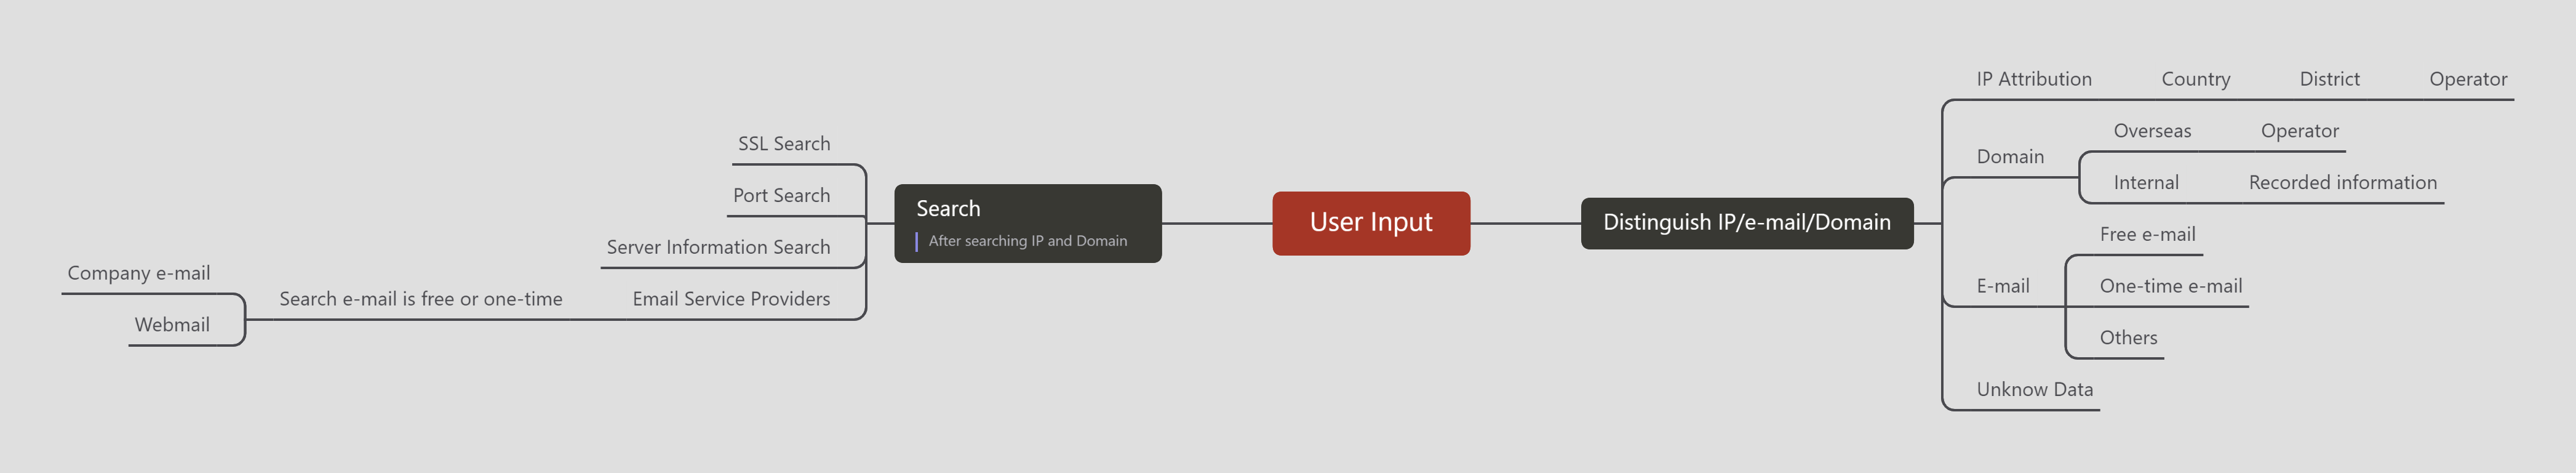 Company e-mail
Webmail
Search e-mail is free or one-time
SSL Search
Port Search
Server Information Search
Email Service Providers
Search
After searching IP and Domain
User Input
Distinguish IP/e-mail/Domain
IP Attribution Country District Operator
Domain
Overseas Operator
Internal Recorded information
E-mail
Free e-mail
One-time e-mail
Others
Unknow Data